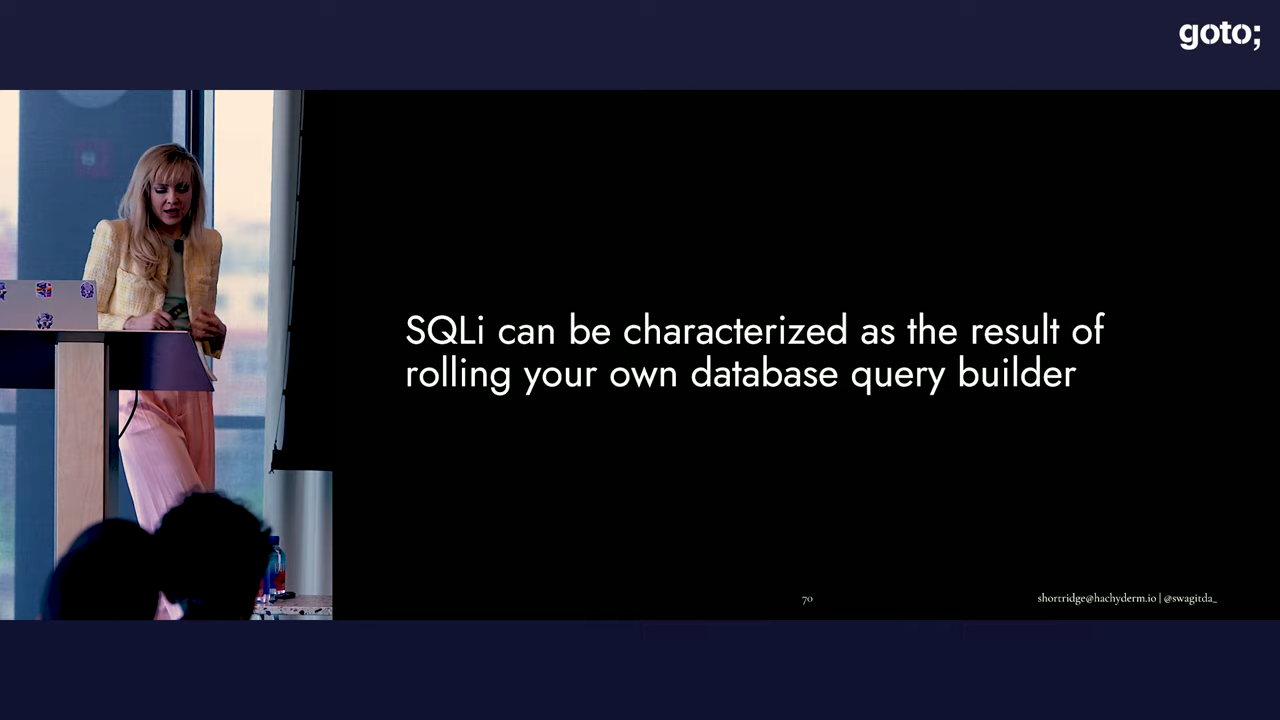 goto;
SQLi can be characterized as the result of
rolling your own database query builder
70
shortridge@hachyderm.io | @swagitda_